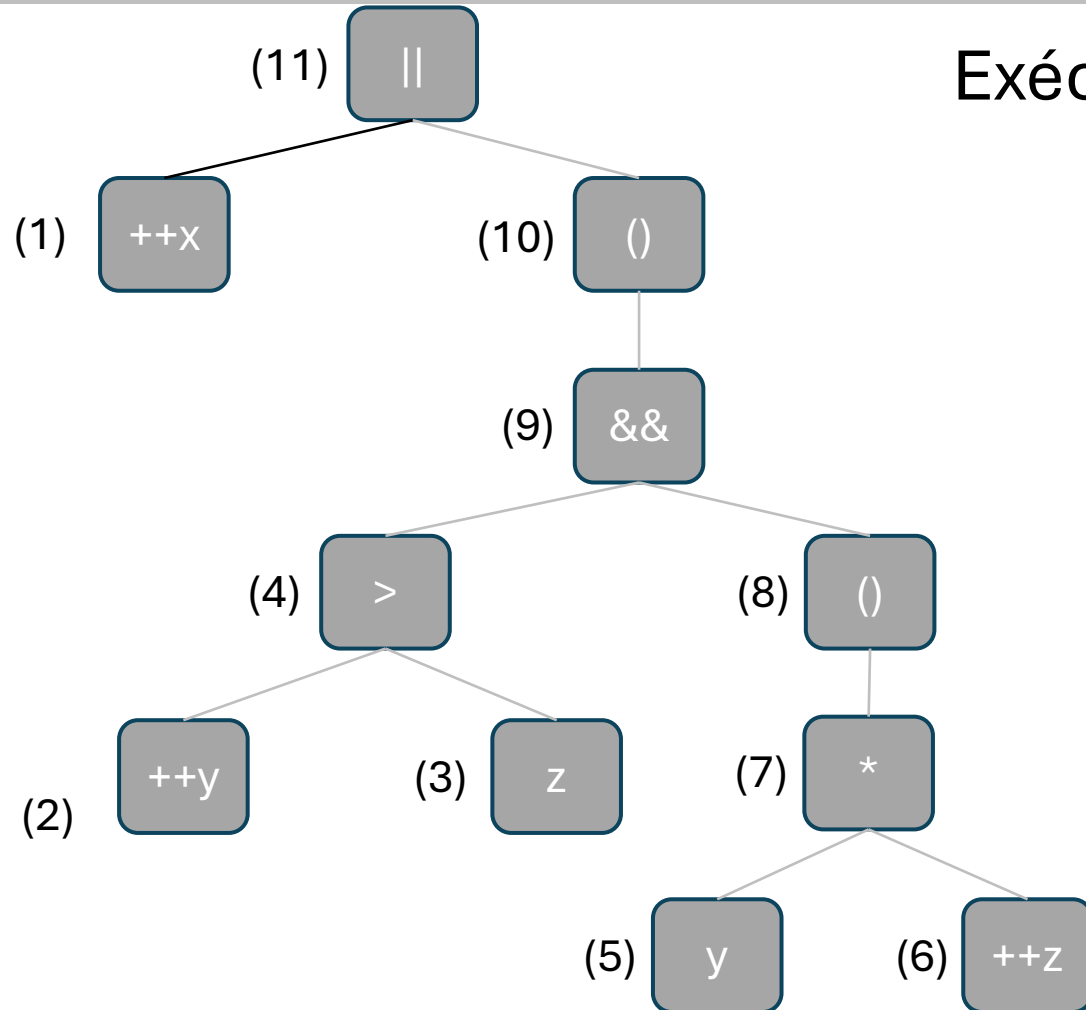 (11) ||
Exéc
(1) ++x
(10) ()
(9) &&
(4) >
(8) ()
(2) ++y
(3) z
(7) *
(5) y
(6) ++z